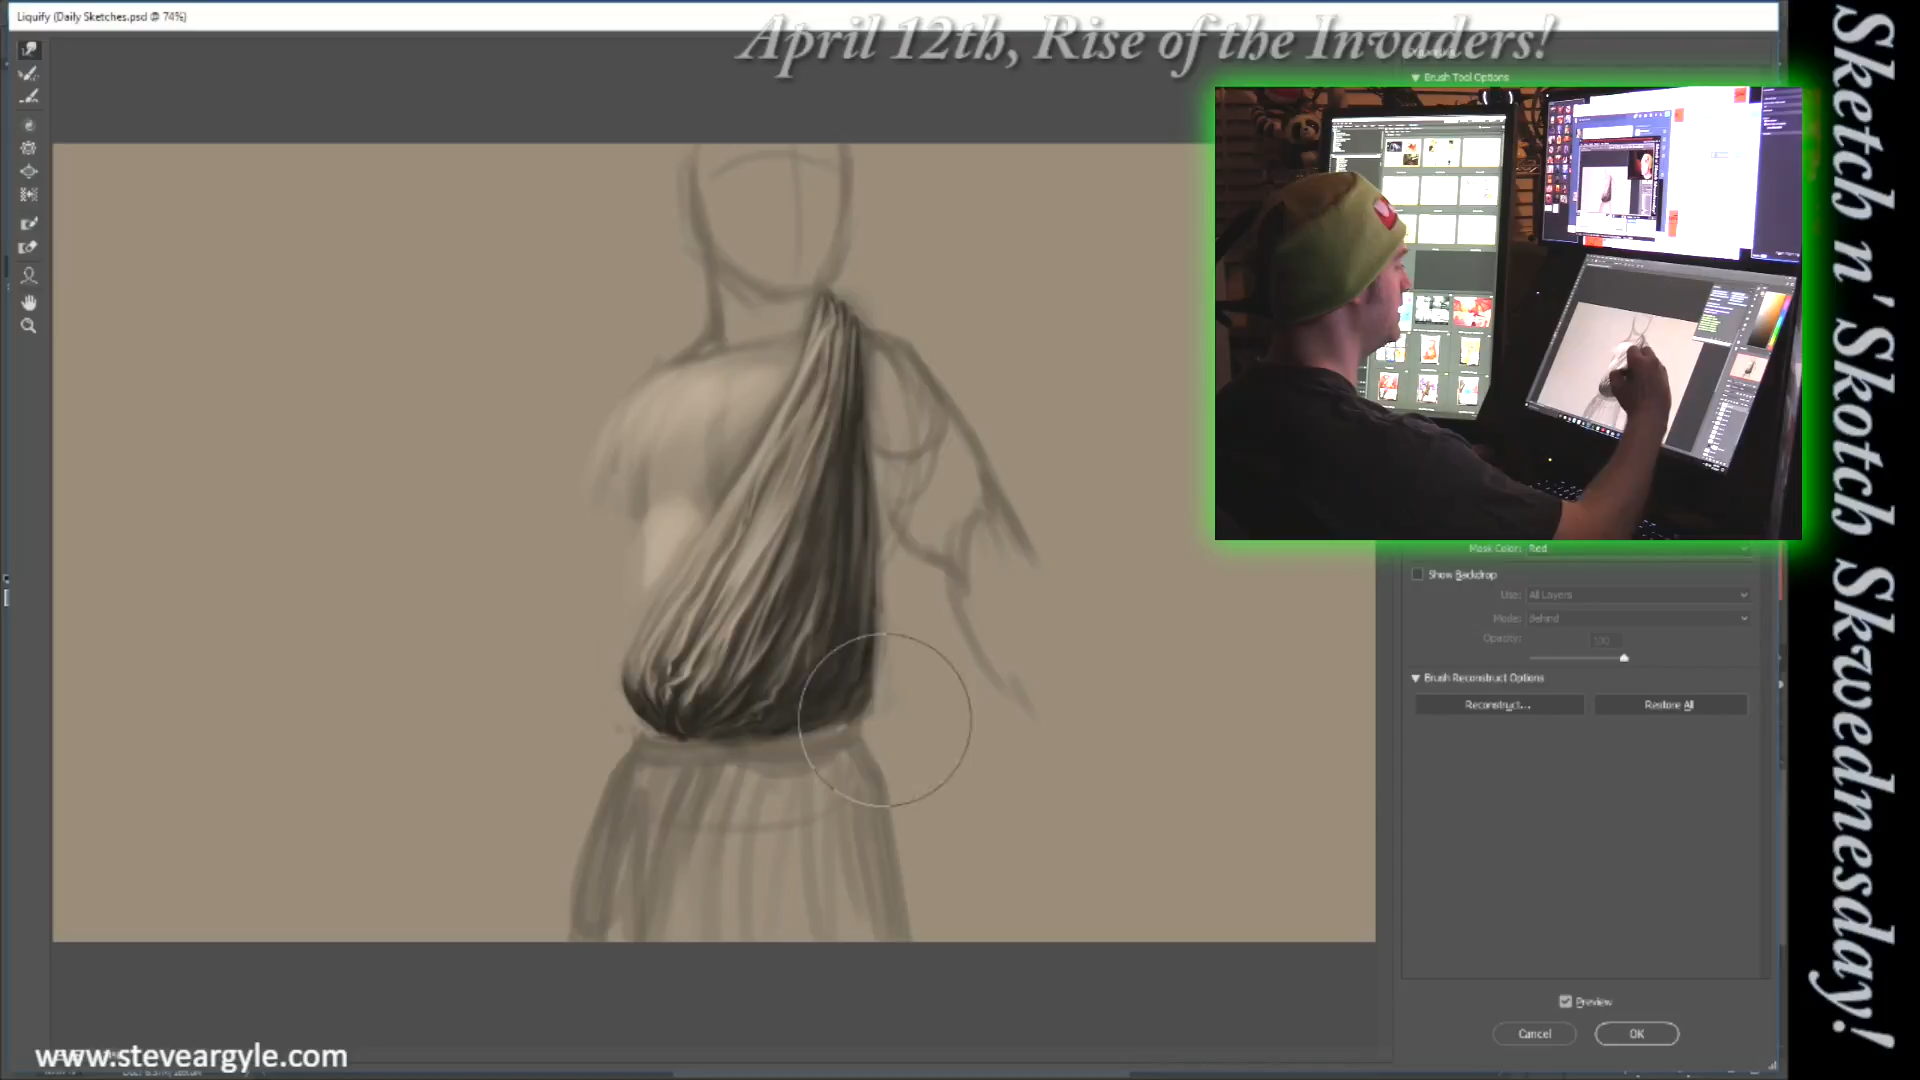 Liquify (Daily Sketches.psd @ 74%)
April 12th, Rise of the Invaders!
Brush Tool Options
Sketch n' Skotch Skwednesday!
Mask Color: Red
Show Backdrop
Use: All Layers
Mode: Behind
Opacity: 100
Brush Reconstruct Options
Reconstruct... Restore All
Preview
Cancel OK
www.steveargyle.com